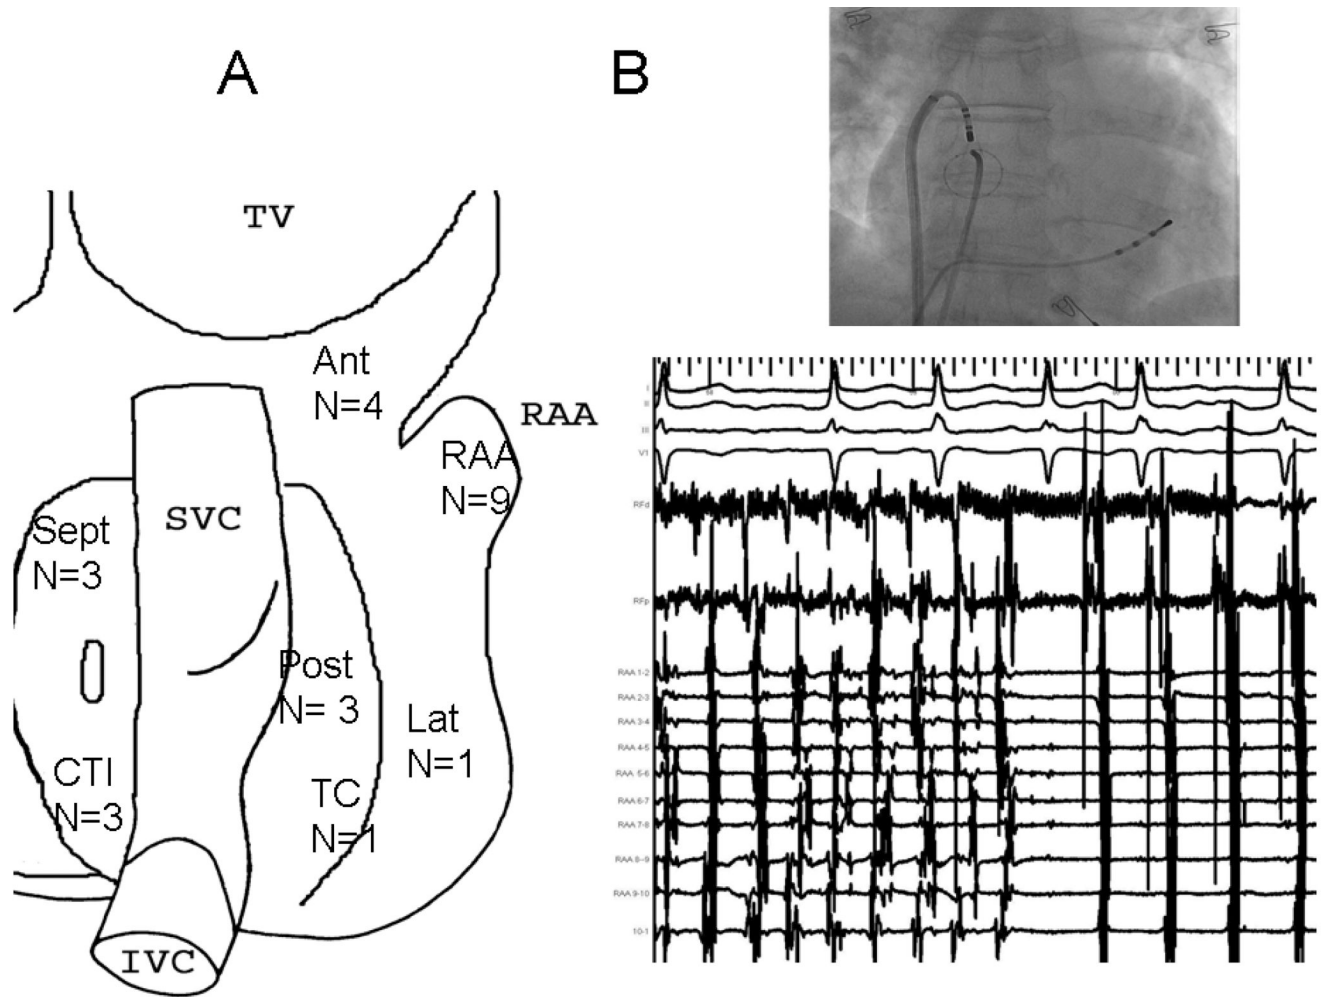 A
B
TV
Ant
N=4
RAA
RAA
N=9
SVC
Sept
N=3
Post
N= 3
Lat
N=1
CTI
N=3
TC
N=1
IVC
I
II
III
V1
RFd
RFp
RAA 1-2
RAA 2-3
RAA 3-4
RAA 4-5
RAA 5-6
RAA 6-7
RAA 7-8
RAA 8-9
RAA 9-10
10-1